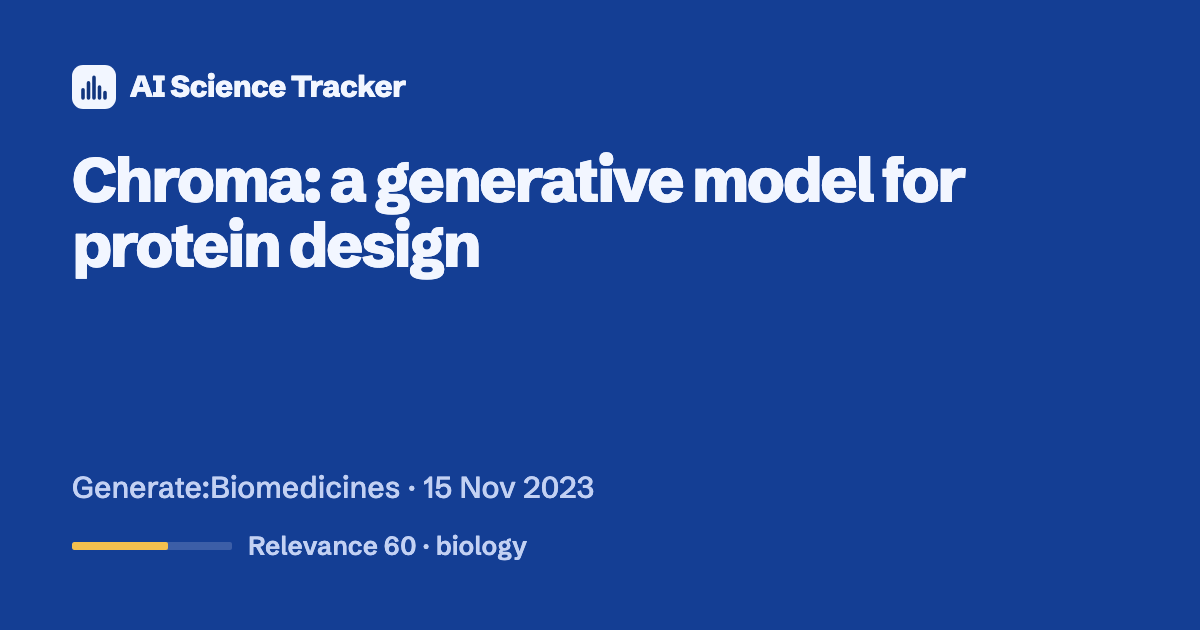 AI Science Tracker
Chroma: a generative model for
protein design
Generate:Biomedicines · 15 Nov 2023
Relevance 60 · biology